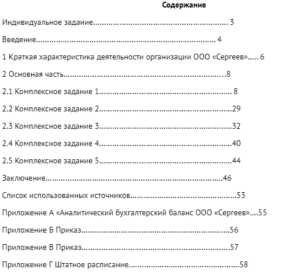 Содержание
Индивидуальное задание............................................................ 3
Введение................................................................................ 4
1 Краткая характеристика деятельности организации ООО «Сергеев»..... 6
2 Основная часть.......................................................................8
2.1 Комплексное задание 1........................................................... 8
2.2 Комплексное задание 2...........................................................29
2.3 Комплексное задание 3...........................................................32
2.4 Комплексное задание 4...........................................................40
2.5 Комплексное задание 5...........................................................44
Заключение..............................................................................46
Список использованных источников................................................53
Приложение А «Аналитический бухгалтерский баланс ООО «Сергеев»....55
Приложение Б Приказ..................................................................56
Приложение В Приказ..................................................................57
Приложение Г Штатное расписание..................................................58